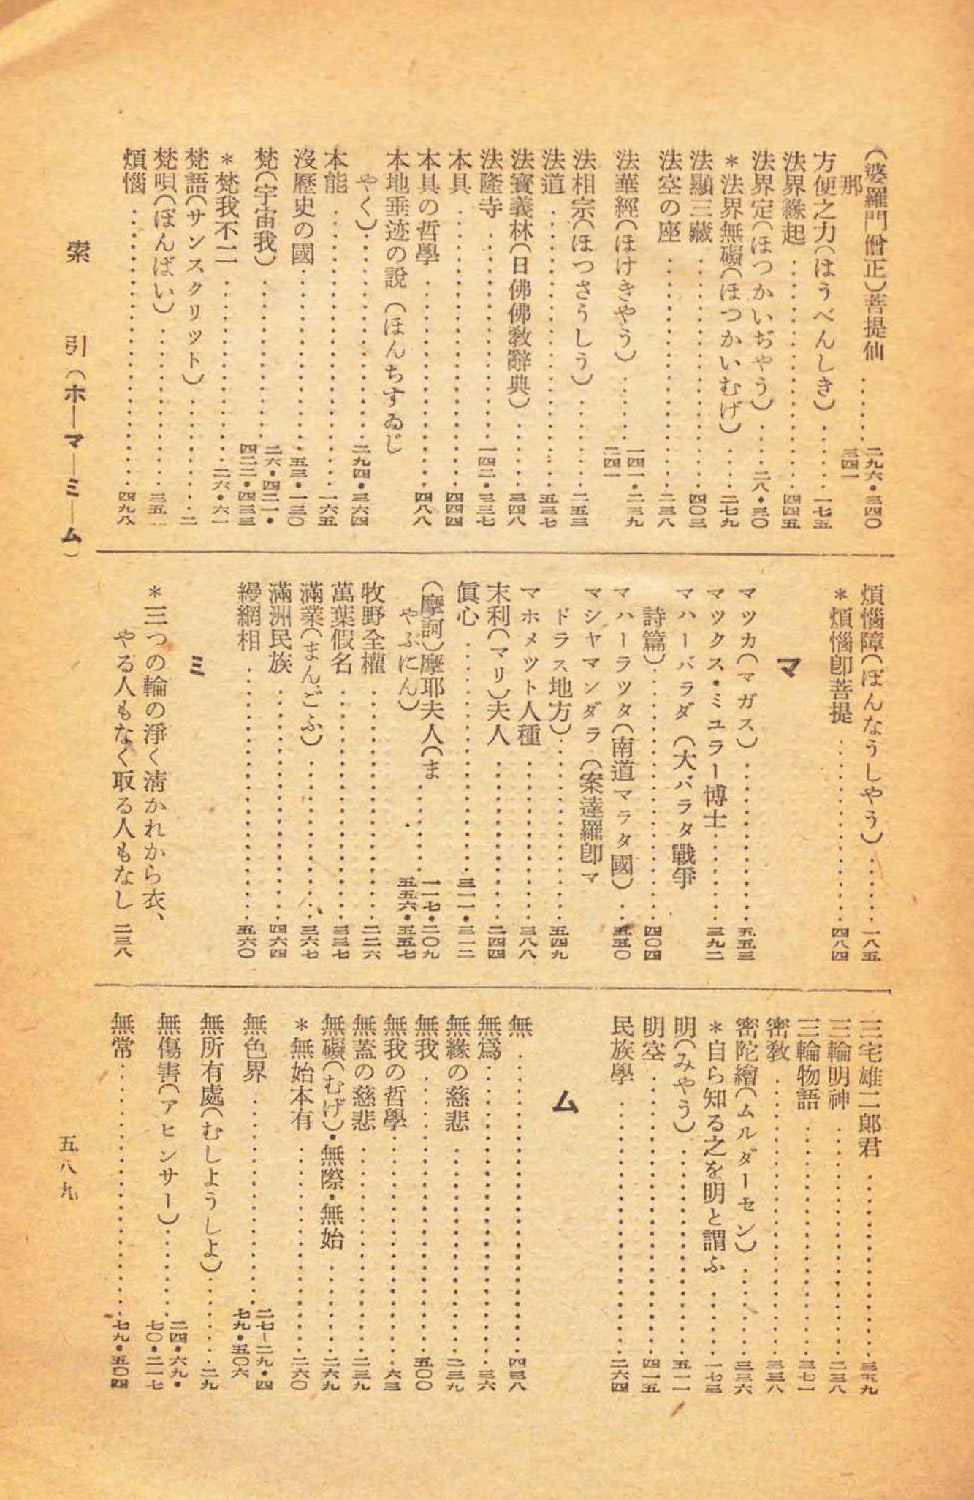 (婆羅門僧正)菩提仙
那……二九六・三四〇
三四一
方便之力(はうべんしき)……一七五
法界緣起……四四五
法界定(ほつかいぢやう)……二八・三〇
*法界無礙(ほつかいむげ)……二七九
法顯三藏……四〇三
法空の座……二三八
法華經(ほけきやう)……一四一・二三九
二四一
法相宗(ほつさうしう)……二五三
法道……五三七
法寶義林(日佛佛教辭典)……三四八
法隆寺……一四二・三三七
本具……四四四
本具の哲學……四八八
本地垂迹の說(ほんちすゐじ
やく)……二九四・三六四
本能……一六五
沒歷史の國……五三・一三〇
梵(宇宙我)……二六・四二一・
四二二・四三三
*梵我不二……二六・六一
梵語(サンスクリット)……二
梵唄(ぼんばい)……三五一
煩惱……四九八
煩惱障(ぼんなうしやう)……一八五
*煩惱卽菩提……四八四
マ
マツカ(マガス)……五五三
マックス・ミュラー博士……三九二
マハーバラダ(大バラタ戰爭
詩篇)……四〇四
マハーラツタ(南道マラタ國)……五五〇
マシヤマンダラ(案達羅卽マ
ドラス地方)……五四九
マホメツト人種……三八八
末利(マリ)夫人……二四四
眞心……三一一・三一二
(摩訶)摩耶夫人(ま
やぶにん)……一一七・二〇九
五五六・五五七
牧野全權……二二六
萬葉假名……三三七
滿業(まんごふ)……三六七
滿洲民族……四六四
縵網相……五六〇
ミ
*三つの輪の淨く淸かれから衣、
やる人もなく取る人もなし 二三八
三宅雄二郞君……
三輪明神……二三八
三輪物語……三七一
密敎……三三八
密陀繪(ムルダーセン)……三三六
*自ら知る之を明と謂ふ……一七三
明(みやう)……五一一
明空……四一五
民族學……二六四
ム
無……四三八
無爲……三六
無緣の慈悲……二三九
無我……五〇〇
無我の哲學……六三
無蓋の慈悲……二三九
無礙(むげ)・無際・無始……二六九
*無始本有……二六〇
無色界……二七一二九・四
七九・五〇六
無所有處(むしようしよ)……二九
無傷害(アヒンサー)……二四・六九・
七〇・二一七
無常……七九・五〇四
索 引(ホ—マ—ミ—ム)
五八九